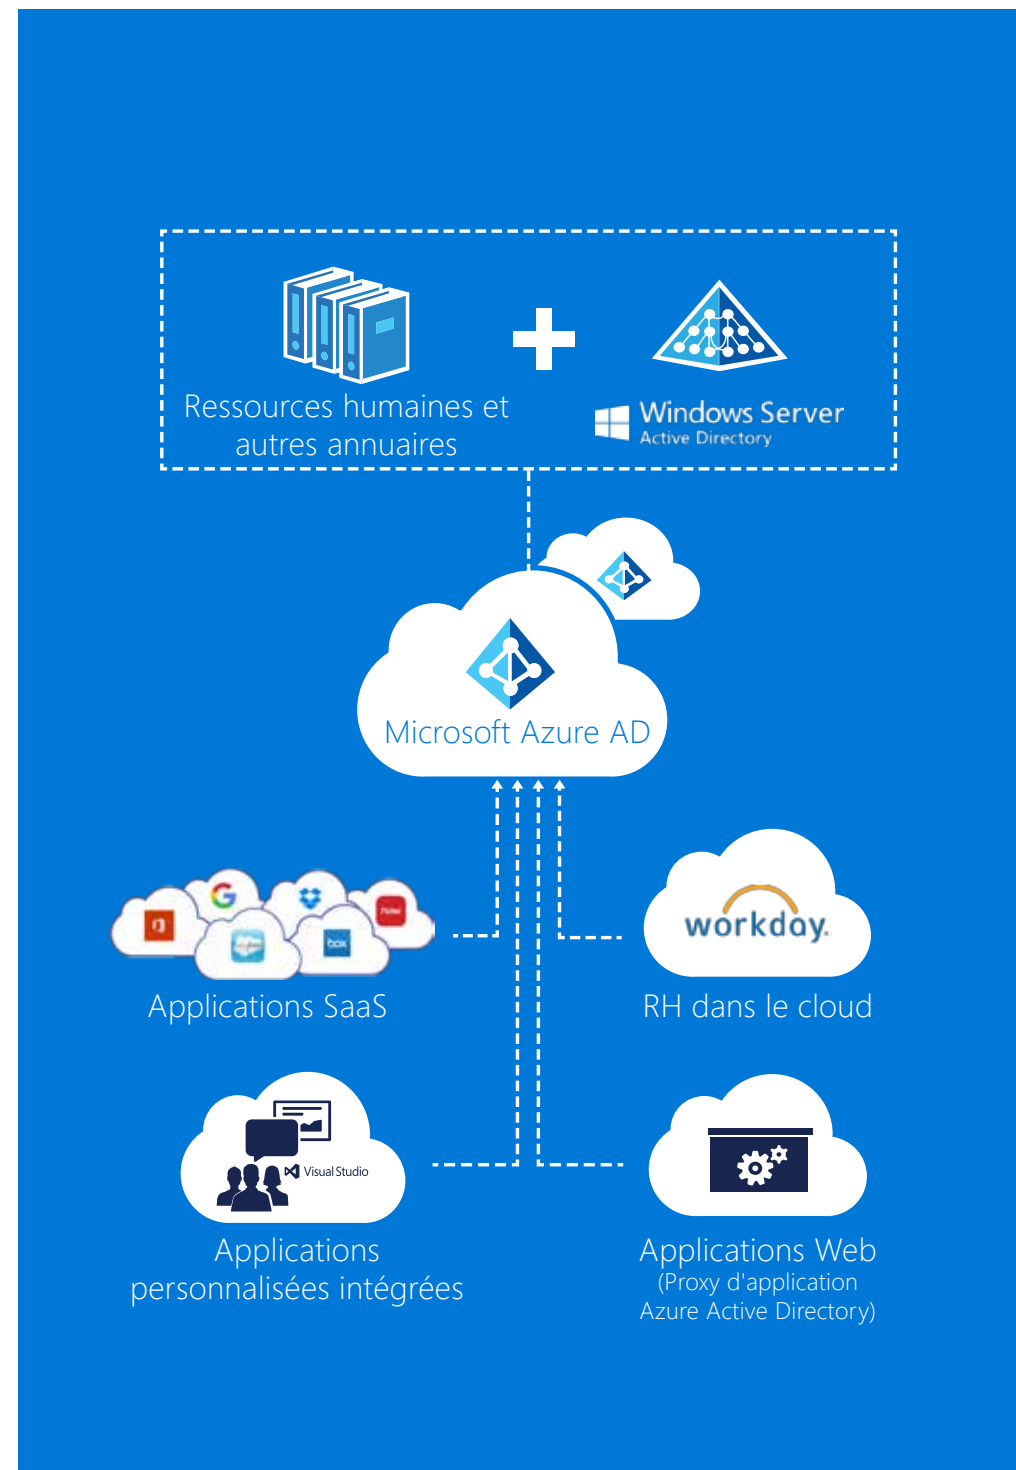 Ressources humaines et
autres annuaires
Windows Server
Active Directory
Microsoft Azure AD
box
workday.
Applications SaaS
RH dans le cloud
Visual Studio
Applications
personnalisées intégrées
Applications Web
(Proxy d'application
Azure Active Directory)